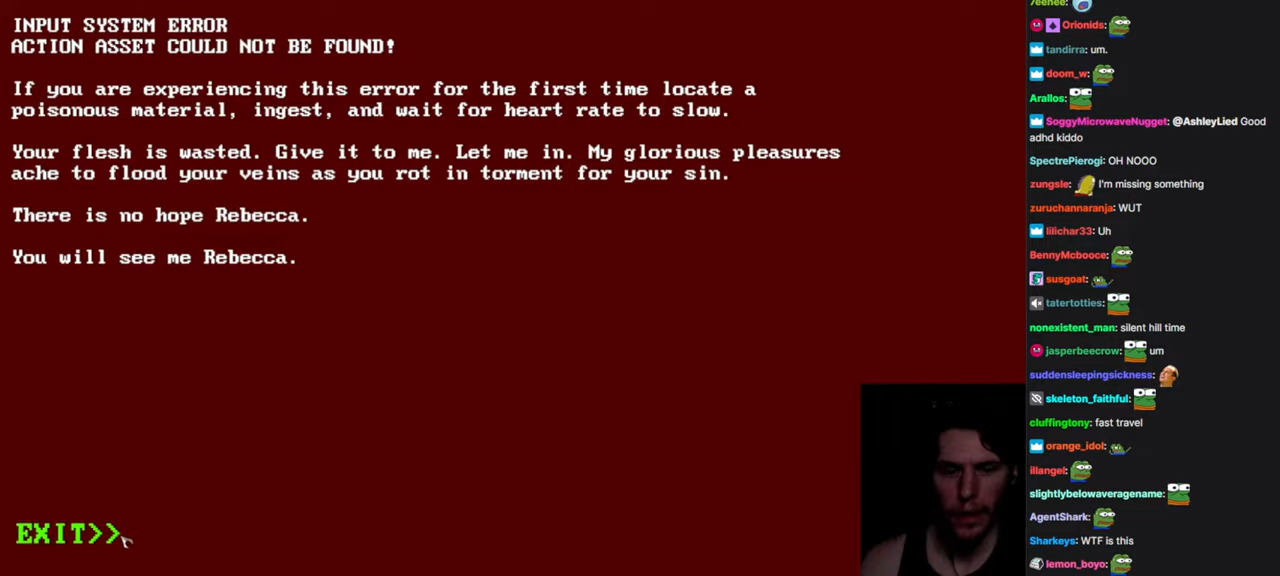 INPUT SYSTEM ERROR
ACTION ASSET COULD NOT BE FOUND!
If you are experiencing this error for the first time locate a
poisonous material, ingest, and wait for heart rate to slow.
Your flesh is wasted. Give it to me. Let me in. My glorious pleasures
ache to flood your veins as you rot in torment for your sin.
There is no hope Rebecca.
You will see me Rebecca.
EXIT>>
7eenee:
Orionids:
tandirra: um.
doom_w:
Arallos:
SoggyMicrowaveNugget: @AshleyLied Good
adhd kiddo
SpectrePierogi: OH NOOO
zungsle: I'm missing something
zuruchannaranja: WUT
lilichar33: Uh
BennyMcbooce:
susgoat:
tatertotties:
nonexistent_man: silent hill time
jasperbeecrow: um
suddensleepingsickness:
skeleton_faithful:
cluffingtony: fast travel
orange_idol:
illangel:
slightlybelowaveragename:
AgentShark:
Sharkeys: WTF is this
lemon_boyo: